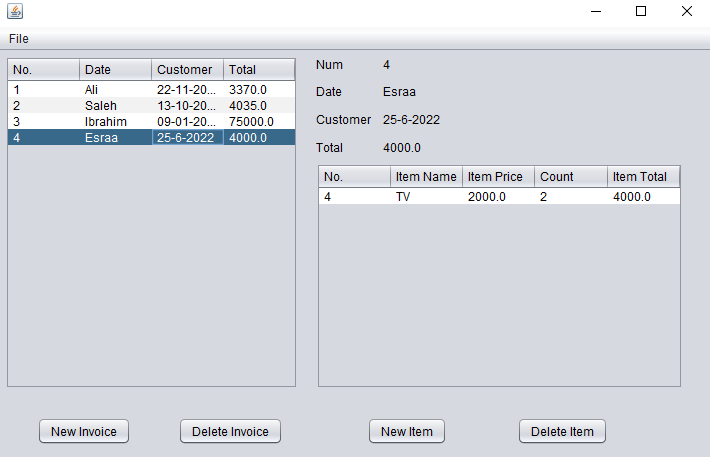 File
No. Date Customer Total
1 Ali 22-11-20... 3370.0
2 Saleh 13-10-20... 4035.0
3 Ibrahim 09-01-20... 75000.0
4 Esraa 25-6-2022 4000.0
Num 4
Date Esraa
Customer 25-6-2022
Total 4000.0
No. Item Name Item Price Count Item Total
4 TV 2000.0 2 4000.0
New Invoice Delete Invoice New Item Delete Item